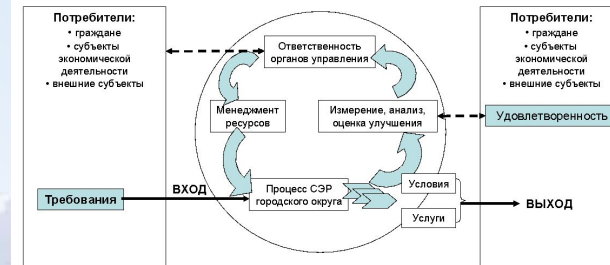 Потребители:
• граждане
• субъекты
экономической
деятельности
• внешние субъекты
Требования
ВХОД
Ответственность
органов управления
Менеджмент
ресурсов
Измерение, анализ,
оценка улучшения
Процесс СЭР
городского округа
Условия
Услуги
Потребители:
• граждане
• субъекты
экономической
деятельности
• внешние субъекты
Удовлетворенность
ВЫХОД